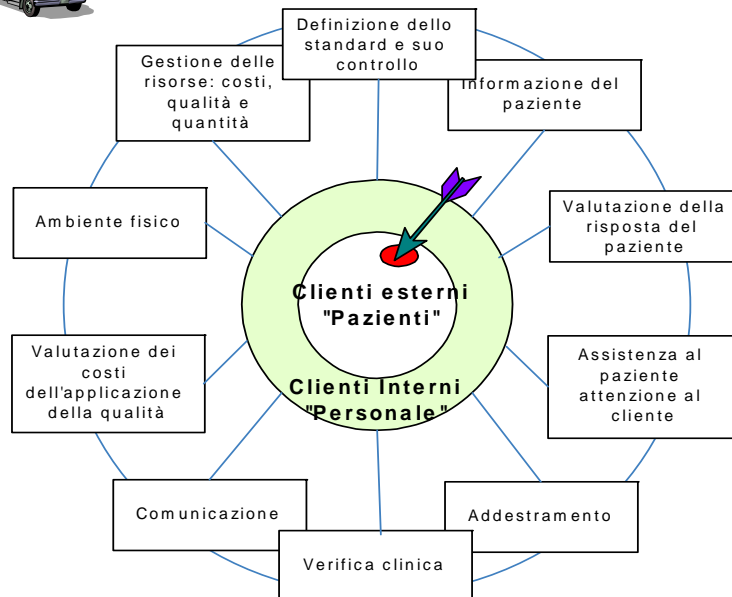 Definizione dello
standard e suo
controllo
Gestione delle
risorse: costi,
qualità e
quantità
Informazione del
paziente
Ambiente fisico
Valutazione della
risposta del
paziente
Clienti esterni
"Pazienti"
Valutazione dei
costi
dell'applicazione
della qualità
Assistenza al
paziente
attenzione al
cliente
Clienti Interni
"Personale"
Comunicazione
Addestramento
Verifica clinica